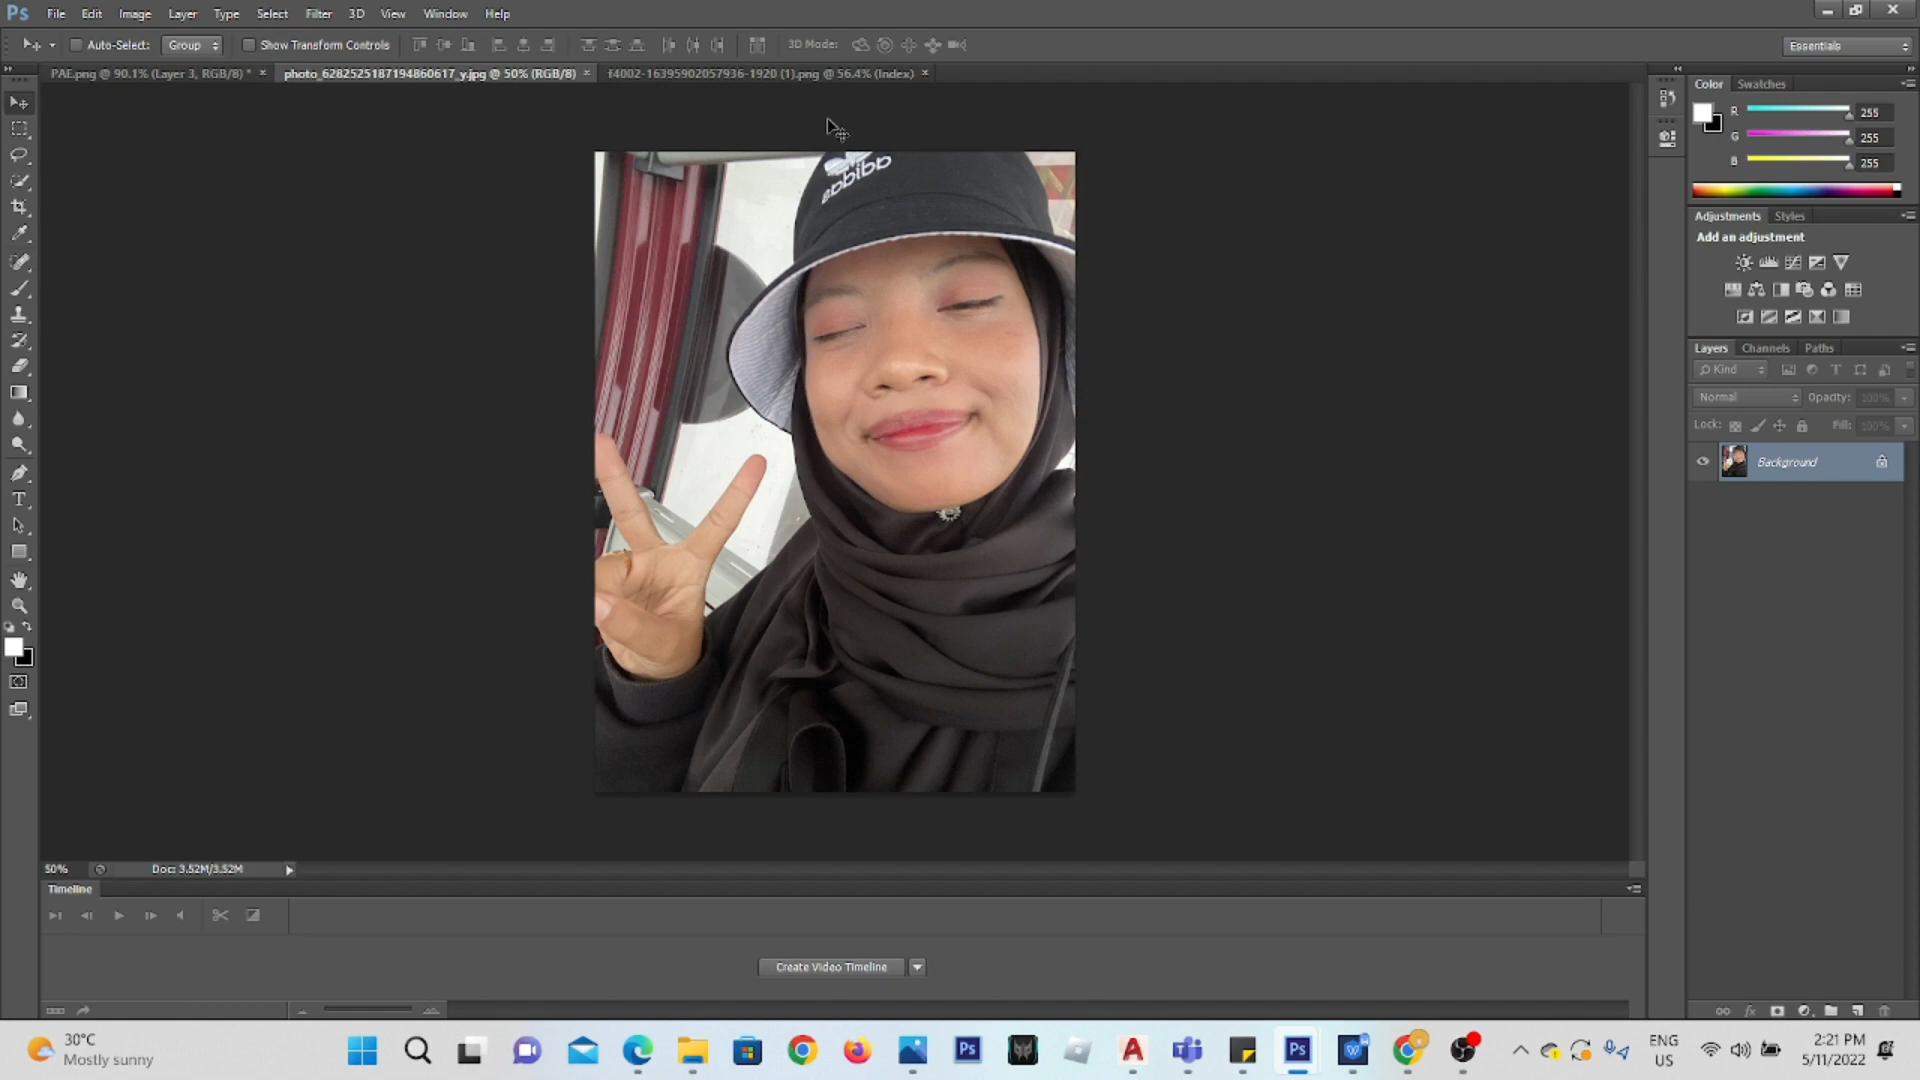 Ps File Edit Image Layer Type Select Filter 3D View Window Help
Auto-Select: Group Show Transform Controls 3D Mode: Essentials
PAE.png @ 90.1% (Layer 3, RGB/8) * × photo_6282525187194860617_y.jpg @ 50% (RGB/8) × f4002-16395902057936-1920 (1).png @ 56.4% (Index) ×
Color Swatches
R 255
G 255
B 255
Adjustments Styles
Add an adjustment
Layers Channels Paths
Kind
Normal Opacity: 100%
Lock: Fill: 100%
Background
adidas
50% Doc: 3.52M/3.52M
Timeline
Create Video Timeline
30°C
Mostly sunny
ENG
US
2:21 PM
5/11/2022